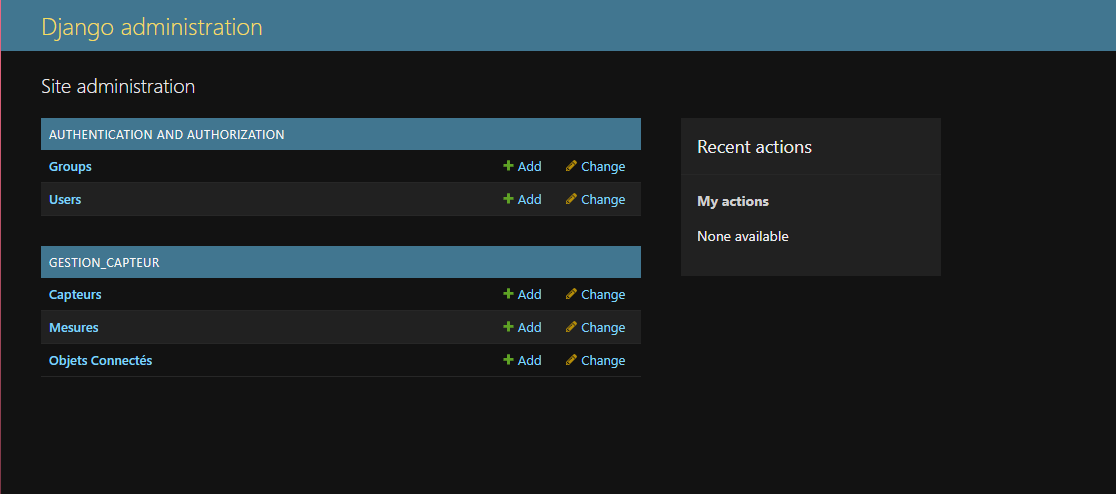 Django administration
Site administration
AUTHENTICATION AND AUTHORIZATION
Groups Add Change
Users Add Change
GESTION_CAPTEUR
Capteurs Add Change
Mesures Add Change
Objets Connectés Add Change
Recent actions
My actions
None available